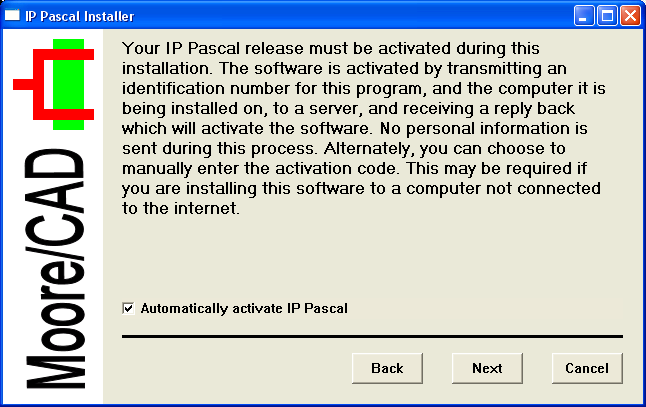 IP Pascal Installer
Your IP Pascal release must be activated during this
installation. The software is activated by transmitting an
identification number for this program, and the computer it is
being installed on, to a server, and receiving a reply back
which will activate the software. No personal information is
sent during this process. Alternately, you can choose to
manually enter the activation code. This may be required if
you are installing this software to a computer not connected
to the internet.
Moore/CAD
Automatically activate IP Pascal
Back
Next
Cancel